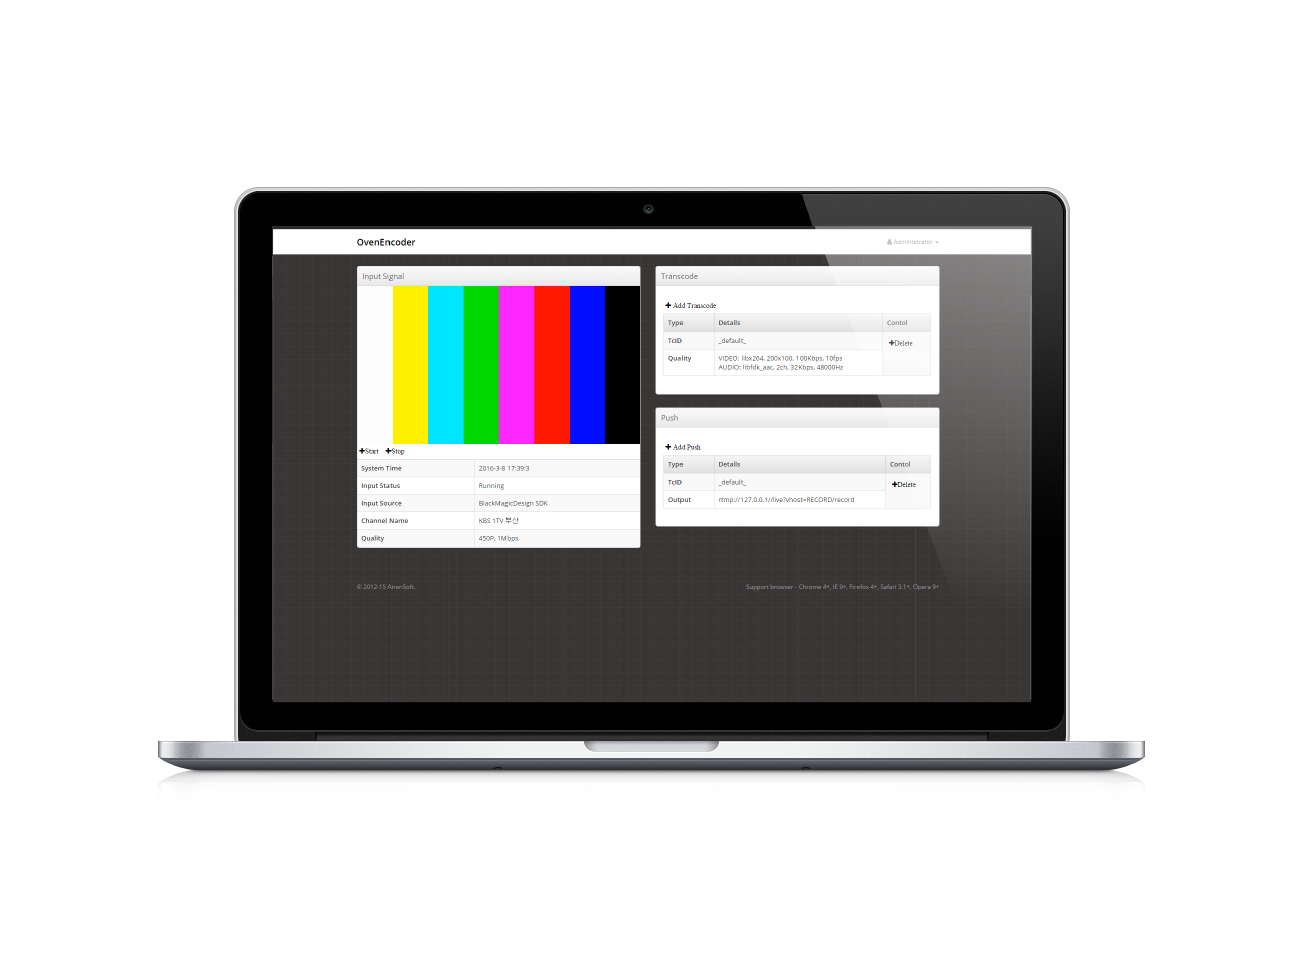 OvenEncoder
Administrator
Input Signal
Start Stop
System Time 2016-3-8 17:39:3
Input Status Running
Input Source BlackMagicDesign SDK
Channel Name KBS 1TV 부산
Quality 450P, 1Mbps
Transcode
Add Transcode
Type Details Contol
TcID _default_ Delete
Quality VIDEO: libx264, 200x100, 100Kbps, 10fps
AUDIO: libfdk_aac, 2ch, 32Kbps, 48000Hz
Push
Add Push
Type Details Contol
TcID _default_ Delete
Output rtmp://127.0.0.1//live?vhost=RECORD/record
© 2012-15 AirenSoft.
Support browser - Chrome 4+, IE 9+, Firefox 4+, Safari 3.1+, Opera 9+